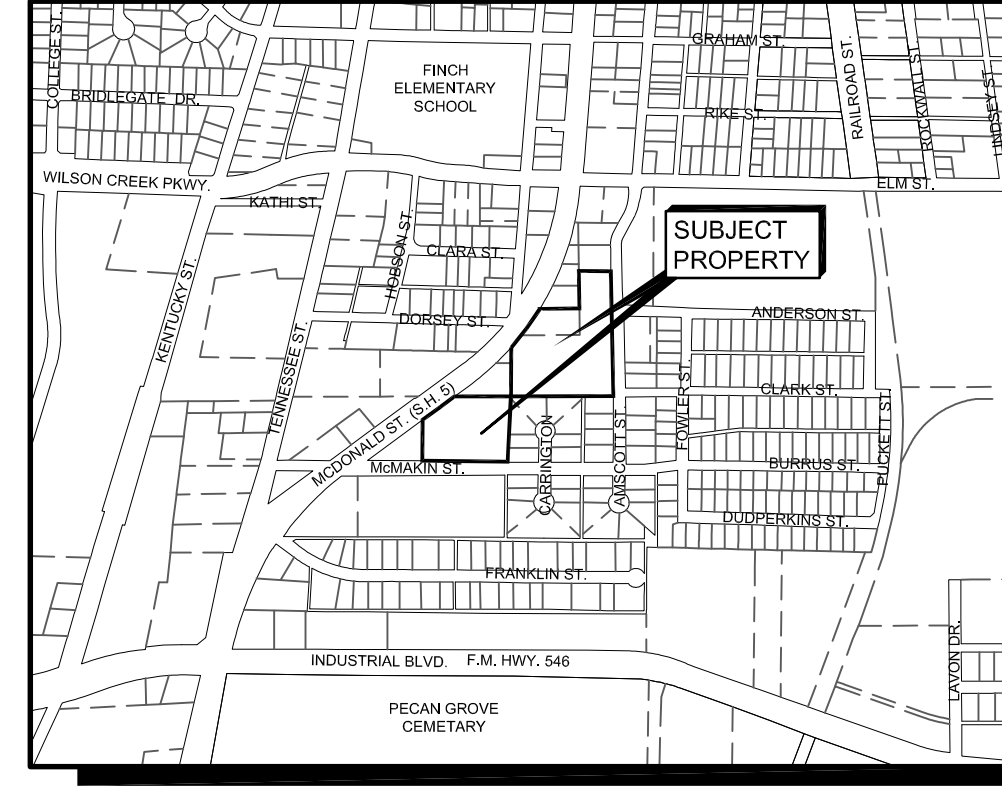 COLLEGE ST.
GRAHAM ST.
RAILROAD ST.
ROCKWALL ST.
LINDSEY ST.
FINCH
ELEMENTARY
SCHOOL
BRIDLEGATE DR.
RIKE ST.
WILSON CREEK PKWY.
ELM ST.
KATHI ST.
HOBSON ST.
CLARA ST.
SUBJECT
PROPERTY
KENTUCKY ST.
DORSEY ST.
ANDERSON ST.
TENNESSEE ST.
MCDONALD ST. (S.H. 5)
FOWLER ST.
CLARK ST.
PUCKETT ST.
CARRINGTON
AMSCOTT ST.
McMAKIN ST.
BURRUS ST.
DUDPERKINS ST.
FRANKLIN ST.
INDUSTRIAL BLVD. F.M. HWY. 546
LAVON DR.
PECAN GROVE
CEMETARY